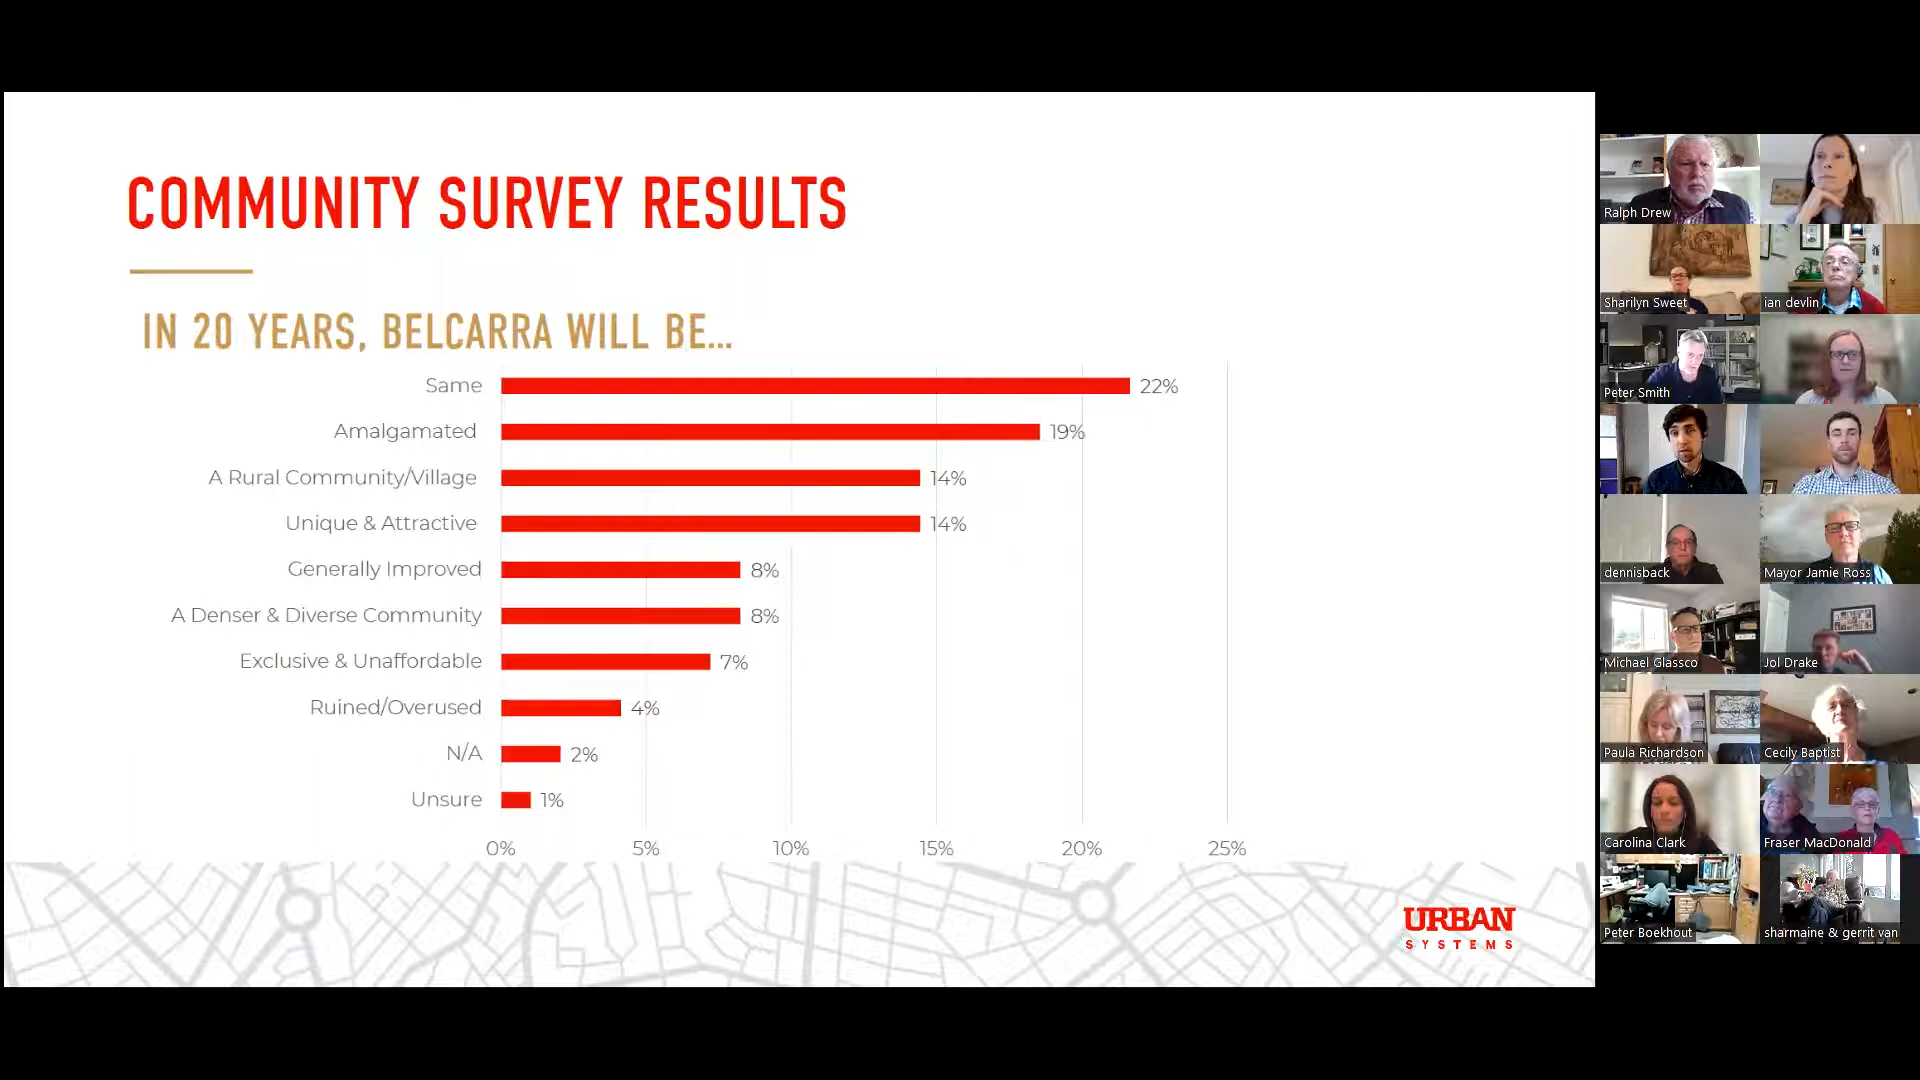 COMMUNITY SURVEY RESULTS
IN 20 YEARS, BELCARRA WILL BE...
Same 22%
Amalgamated 19%
A Rural Community/Village 14%
Unique & Attractive 14%
Generally Improved 8%
A Denser & Diverse Community 8%
Exclusive & Unaffordable 7%
Ruined/Overused 4%
N/A 2%
Unsure 1%
0% 5% 10% 15% 20% 25%
URBAN
SYSTEMS
Ralph Drew
Sharilyn Sweet
ian devlin
Peter Smith
dennisback
Mayor Jamie Ross
Michael Glassco
Jol Drake
Paula Richardson
Cecily Baptist
Carolina Clark
Fraser MacDonald
Peter Boekhout
sharmaine & gerrit van